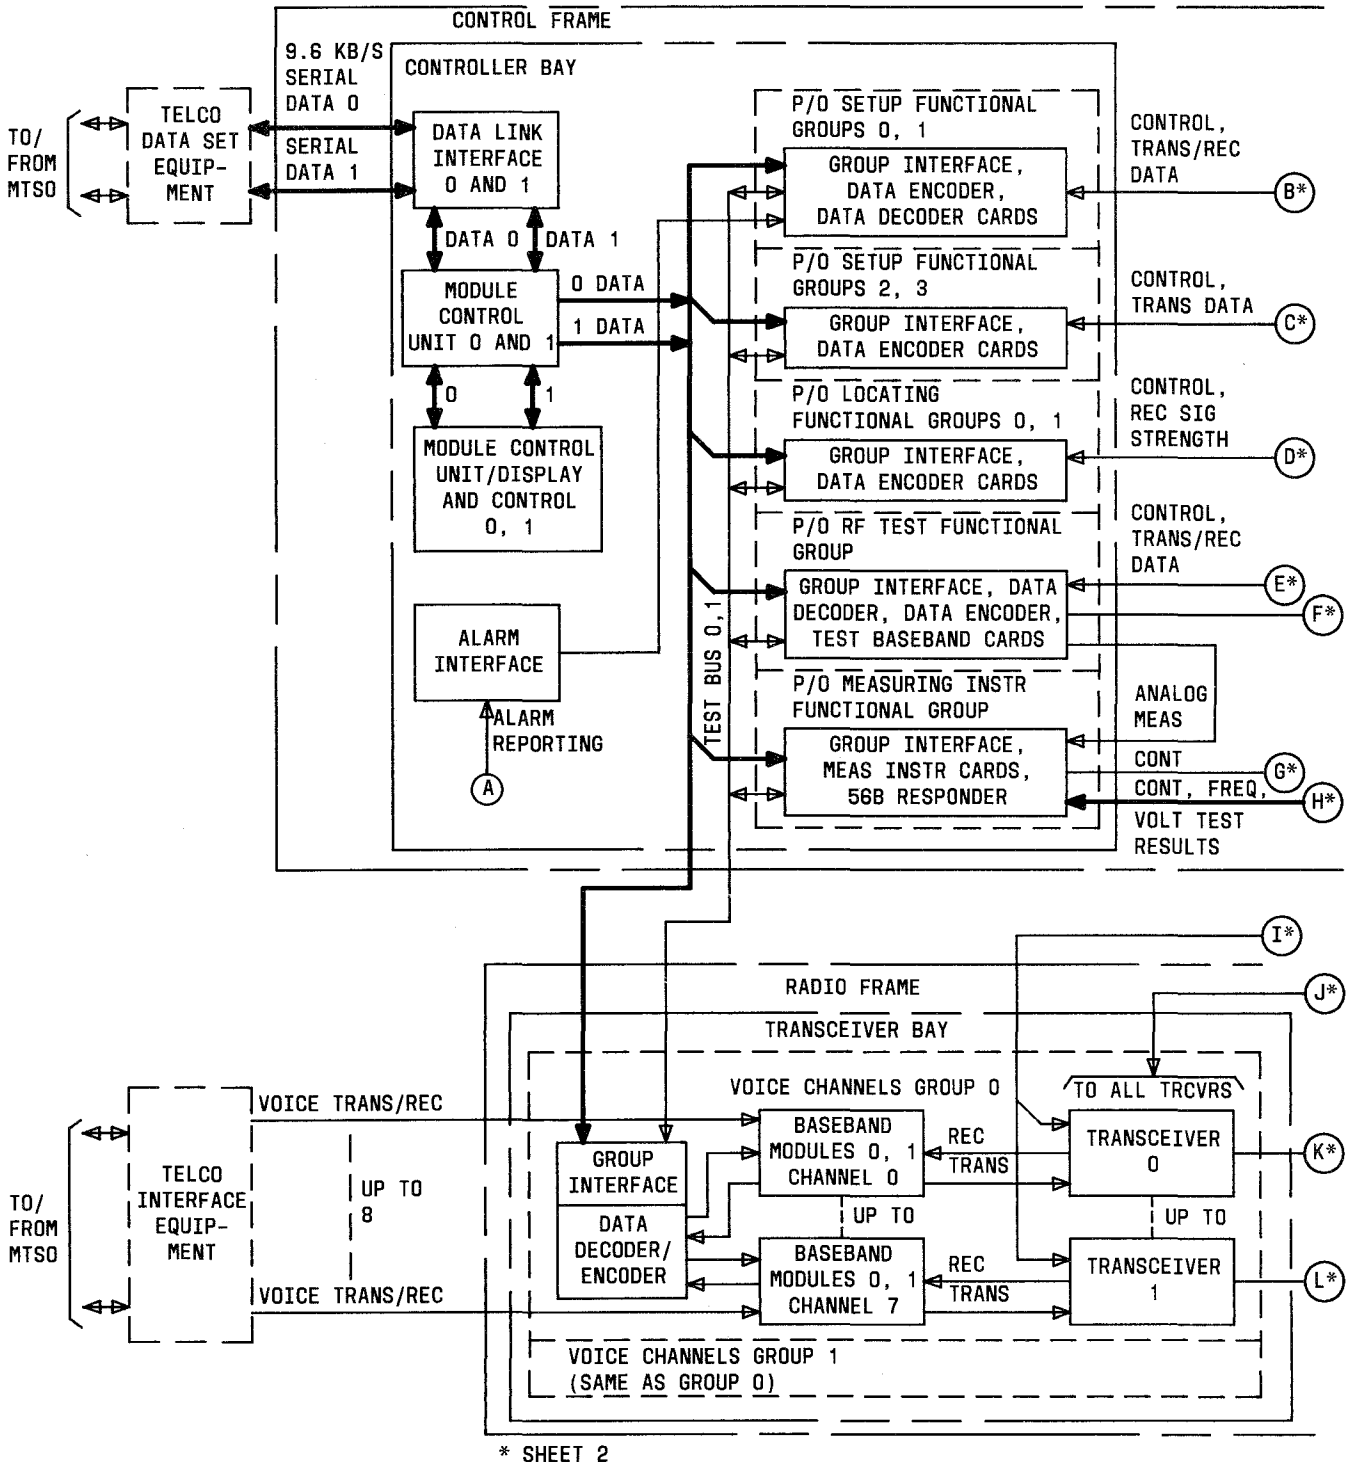 CONTROL FRAME
9.6 KB/S
SERIAL
DATA 0
CONTROLLER BAY
TO/
FROM
MTSO
TELCO
DATA SET
EQUIP-
MENT
SERIAL
DATA 1
DATA LINK
INTERFACE
0 AND 1
DATA 0
DATA 1
MODULE
CONTROL
UNIT 0 AND 1
0 DATA
1 DATA
0
1
MODULE CONTROL
UNIT/DISPLAY
AND CONTROL
0, 1
ALARM
INTERFACE
ALARM
REPORTING
A
TEST BUS 0,1
P/O SETUP FUNCTIONAL
GROUPS 0, 1
GROUP INTERFACE,
DATA ENCODER,
DATA DECODER CARDS
CONTROL,
TRANS/REC
DATA
B*
P/O SETUP FUNCTIONAL
GROUPS 2, 3
GROUP INTERFACE,
DATA ENCODER CARDS
CONTROL,
TRANS DATA
C*
P/O LOCATING
FUNCTIONAL GROUPS 0, 1
GROUP INTERFACE,
DATA ENCODER CARDS
CONTROL,
REC SIG
STRENGTH
D*
P/O RF TEST FUNCTIONAL
GROUP
GROUP INTERFACE, DATA
DECODER, DATA ENCODER,
TEST BASEBAND CARDS
CONTROL,
TRANS/REC
DATA
E*
F*
P/O MEASURING INSTR
FUNCTIONAL GROUP
GROUP INTERFACE,
MEAS INSTR CARDS,
56B RESPONDER
ANALOG
MEAS
CONT
G*
CONT, FREQ,
VOLT TEST
RESULTS
H*
I*
RADIO FRAME
J*
TRANSCEIVER BAY
VOICE CHANNELS GROUP 0
TO ALL TRCVRS
TO/
FROM
MTSO
TELCO
INTERFACE
EQUIP-
MENT
VOICE TRANS/REC
UP TO
8
VOICE TRANS/REC
GROUP
INTERFACE
DATA
DECODER/
ENCODER
BASEBAND
MODULES 0, 1
CHANNEL 0
REC
TRANS
TRANSCEIVER
0
K*
UP TO
UP TO
BASEBAND
MODULES 0, 1
CHANNEL 7
REC
TRANS
TRANSCEIVER
1
L*
VOICE CHANNELS GROUP 1
(SAME AS GROUP 0)
* SHEET 2